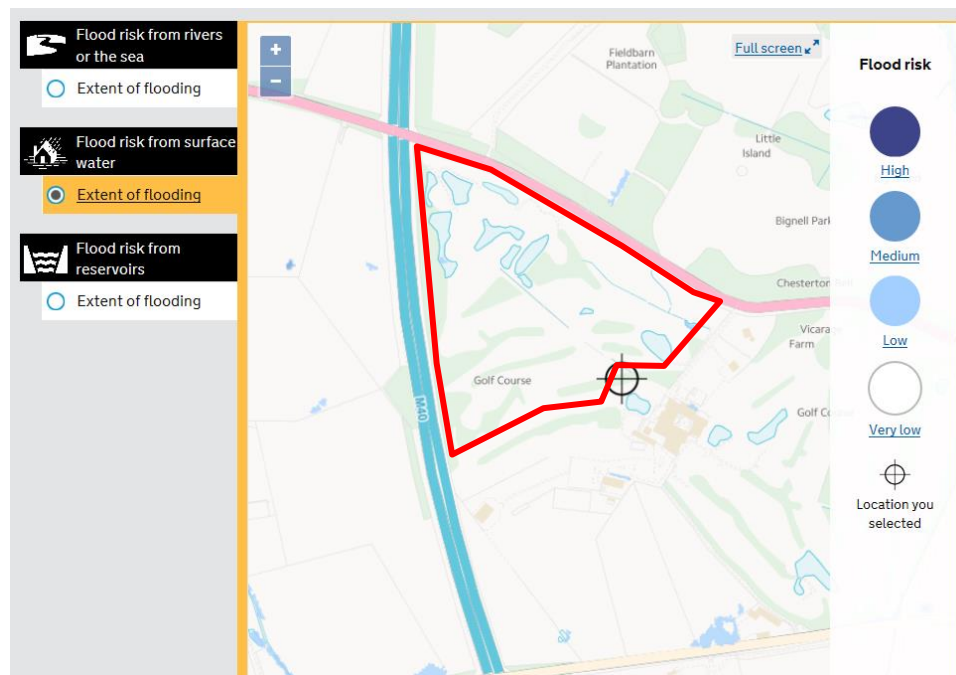 Flood risk from rivers
or the sea
Extent of flooding
Flood risk from surface
water
Extent of flooding
Flood risk from
reservoirs
Extent of flooding
+
−
Full screen
Fieldbarn
Plantation
Little
Island
Bignell Park
Chesterton
Vicara
Farm
Golf Course
Golf Co
M40
Flood risk
High
Medium
Low
Very low
Location you
selected